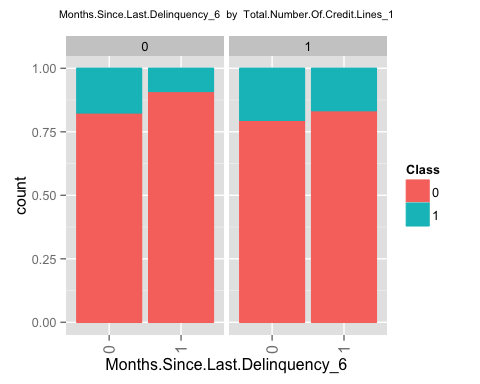 Months.Since.Last.Delinquency_6 by Total.Number.Of.Credit.Lines_1
0 1
1.00
0.75
0.50
0.25
0.00
count
0 1 0 1
Months.Since.Last.Delinquency_6
Class
0
1